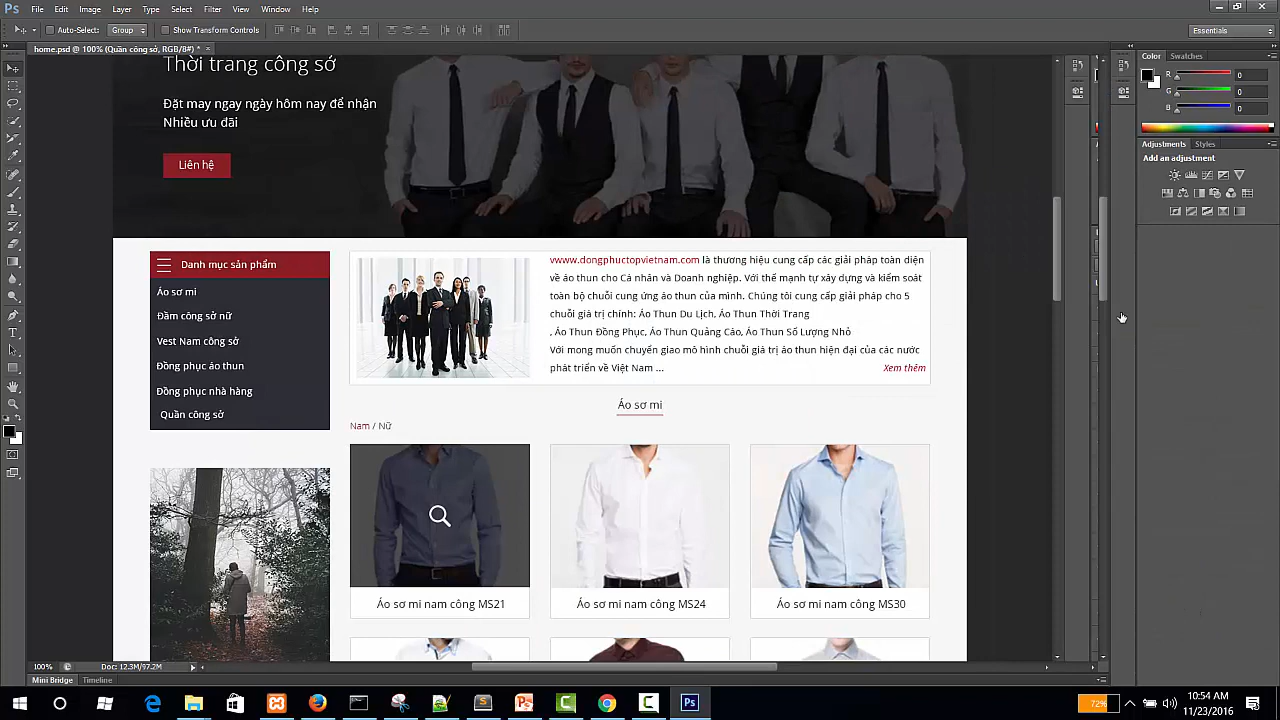 Ps File Edit Image Layer Type Select Filter View Window Help
Auto-Select: Group Show Transform Controls Essentials
home.psd @ 100% (Quần công sở, RGB/8#) * ×
Color Swatches
R 0
G 0
B 0
Adjustments Styles
Add an adjustment
Thời trang công sở
Đặt may ngay ngày hôm nay để nhận
Nhiều ưu đãi
Liên hệ
Danh mục sản phẩm
Áo sơ mi
Đầm công sở nữ
Vest Nam công sở
Đồng phục áo thun
Đồng phục nhà hàng
Quần công sở
vwww.dongphuctopvietnam.com là thương hiệu cung cấp các giải pháp toàn diện
về áo thun cho Cá nhân và Doanh nghiệp. Với thế mạnh tự xây dựng và kiểm soát
toàn bộ chuỗi cung ứng áo thun của mình. Chúng tôi cung cấp giải pháp cho 5
chuỗi giá trị chính: Áo Thun Du Lịch, Áo Thun Thời Trang
, Áo Thun Đồng Phục, Áo Thun Quảng Cáo, Áo Thun Số Lượng Nhỏ
Với mong muốn chuyển giao mô hình chuỗi giá trị áo thun hiện đại của các nước
phát triển về Việt Nam ... Xem thêm
Áo sơ mi
Nam / Nữ
Áo sơ mi nam công MS21
Áo sơ mi nam công MS24
Áo sơ mi nam công MS30
100% Doc: 12.3M/97.2M
Mini Bridge Timeline
72%
10:54 AM
11/23/2016